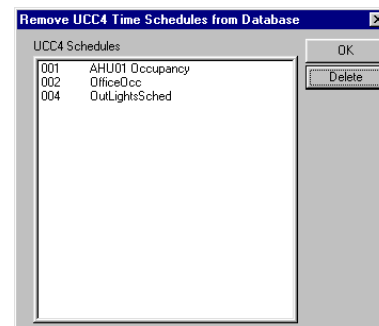 Remove UCC4 Time Schedules from Database
UCC4 Schedules
OK
Delete
001 AHU01 Occupancy
002 OfficeOcc
004 OutLightsSched